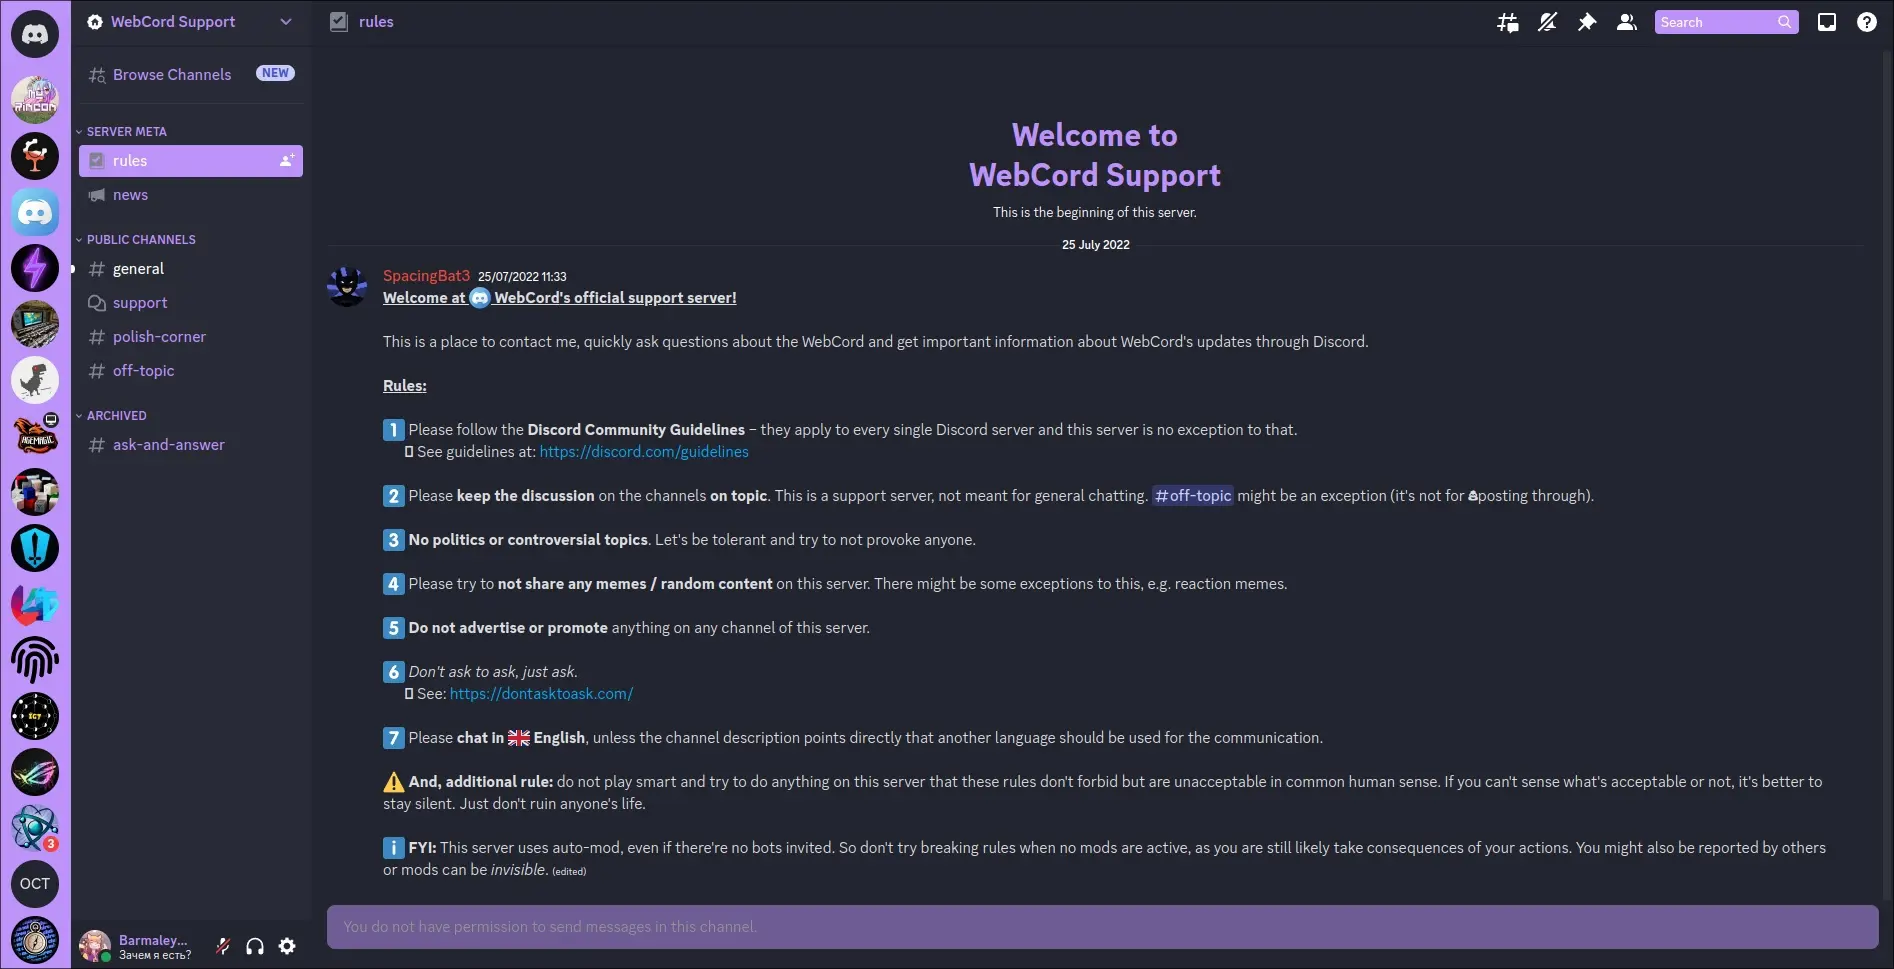 WebCord Support
rules
Search
Browse Channels NEW
SERVER META
rules
news
PUBLIC CHANNELS
general
support
polish-corner
off-topic
ARCHIVED
ask-and-answer
3
OCT
Barmaley...
Зачем я есть?
Welcome to
WebCord Support
This is the beginning of this server.
25 July 2022
SpacingBat3 25/07/2022 11:33
Welcome at WebCord's official support server!
This is a place to contact me, quickly ask questions about the WebCord and get important information about WebCord's updates through Discord.
Rules:
1 Please follow the Discord Community Guidelines – they apply to every single Discord server and this server is no exception to that.
See guidelines at: https://discord.com/guidelines
2 Please keep the discussion on the channels on topic. This is a support server, not meant for general chatting. #off-topic might be an exception (it's not for 💩posting through).
3 No politics or controversial topics. Let's be tolerant and try to not provoke anyone.
4 Please try to not share any memes / random content on this server. There might be some exceptions to this, e.g. reaction memes.
5 Do not advertise or promote anything on any channel of this server.
6 Don't ask to ask, just ask.
See: https://dontasktoask.com/
7 Please chat in 🇬🇧 English, unless the channel description points directly that another language should be used for the communication.
⚠️ And, additional rule: do not play smart and try to do anything on this server that these rules don't forbid but are unacceptable in common human sense. If you can't sense what's acceptable or not, it's better to
stay silent. Just don't ruin anyone's life.
ℹ️ FYI: This server uses auto-mod, even if there're no bots invited. So don't try breaking rules when no mods are active, as you are still likely take consequences of your actions. You might also be reported by others
or mods can be invisible. (edited)
You do not have permission to send messages in this channel.